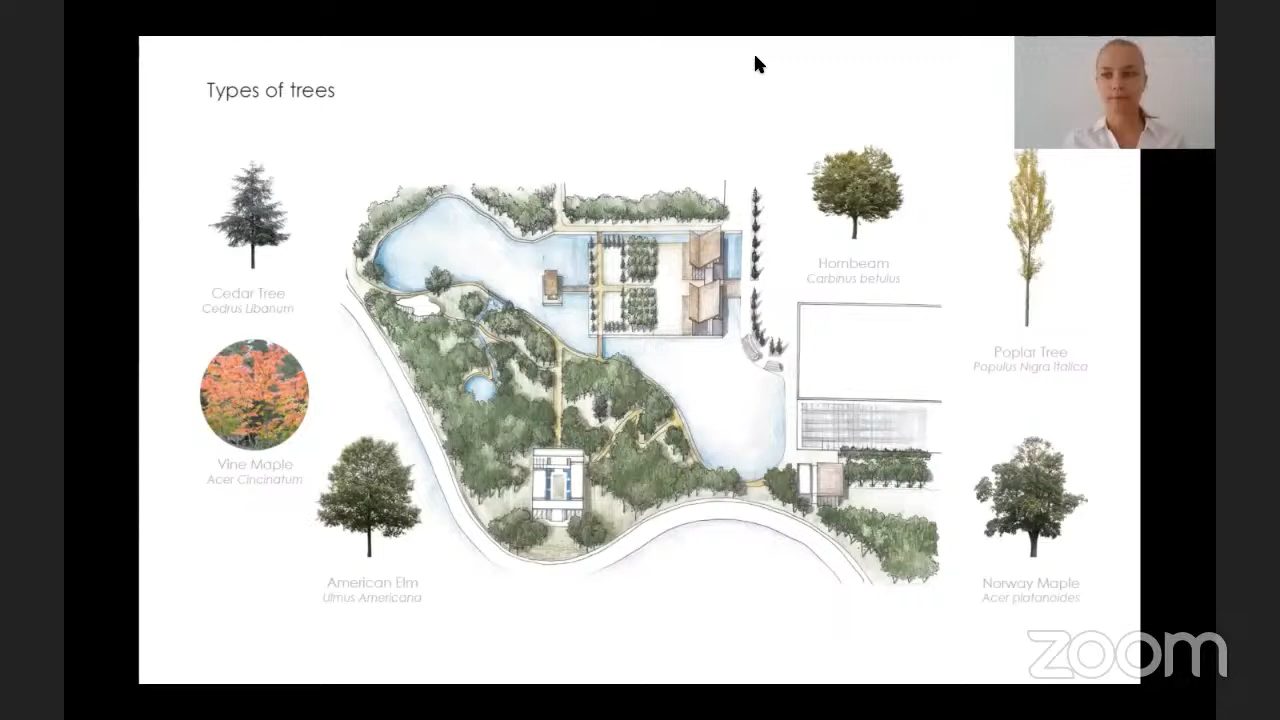 Types of trees
Cedar Tree
Cedrus Libanum
Vine Maple
Acer Cincinatum
American Elm
Ulmus Americana
Hornbeam
Carbinus betulus
Poplar Tree
Populus Nigra Italica
Norway Maple
Acer platanoides
zoom